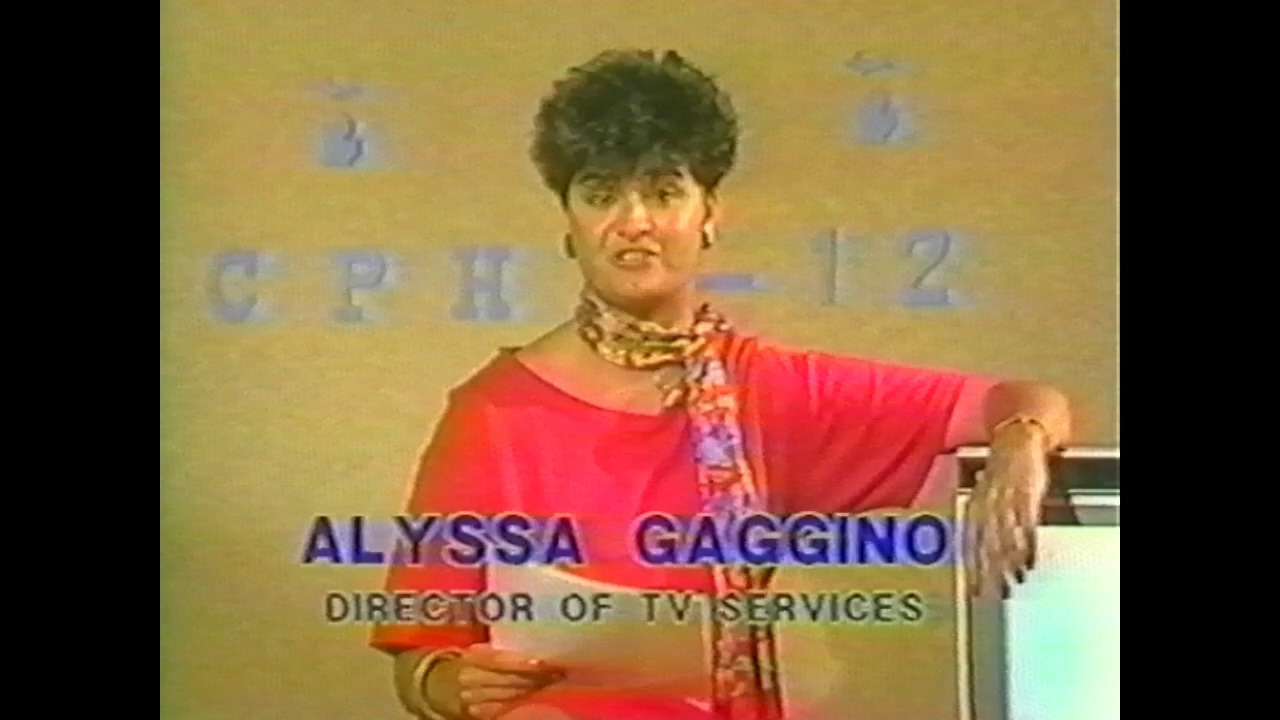 CPH-12
ALYSSA GAGGINO
DIRECTOR OF TV SERVICES